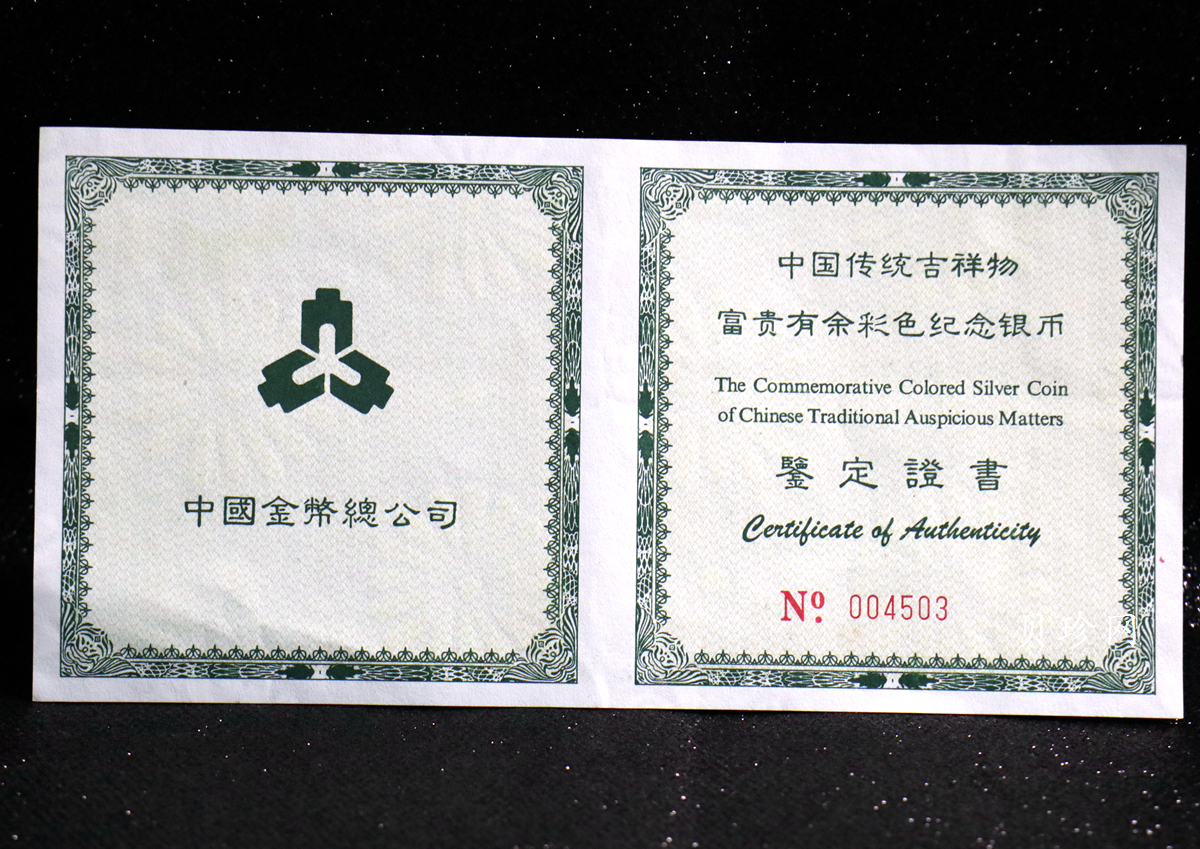 中國金幣總公司
中国传统吉祥物
富贵有余彩色纪念银币
The Commemorative Colored Silver Coin
of Chinese Traditional Auspicious Matters
鑒定證書
Certificate of Authenticity
Nº. 004503